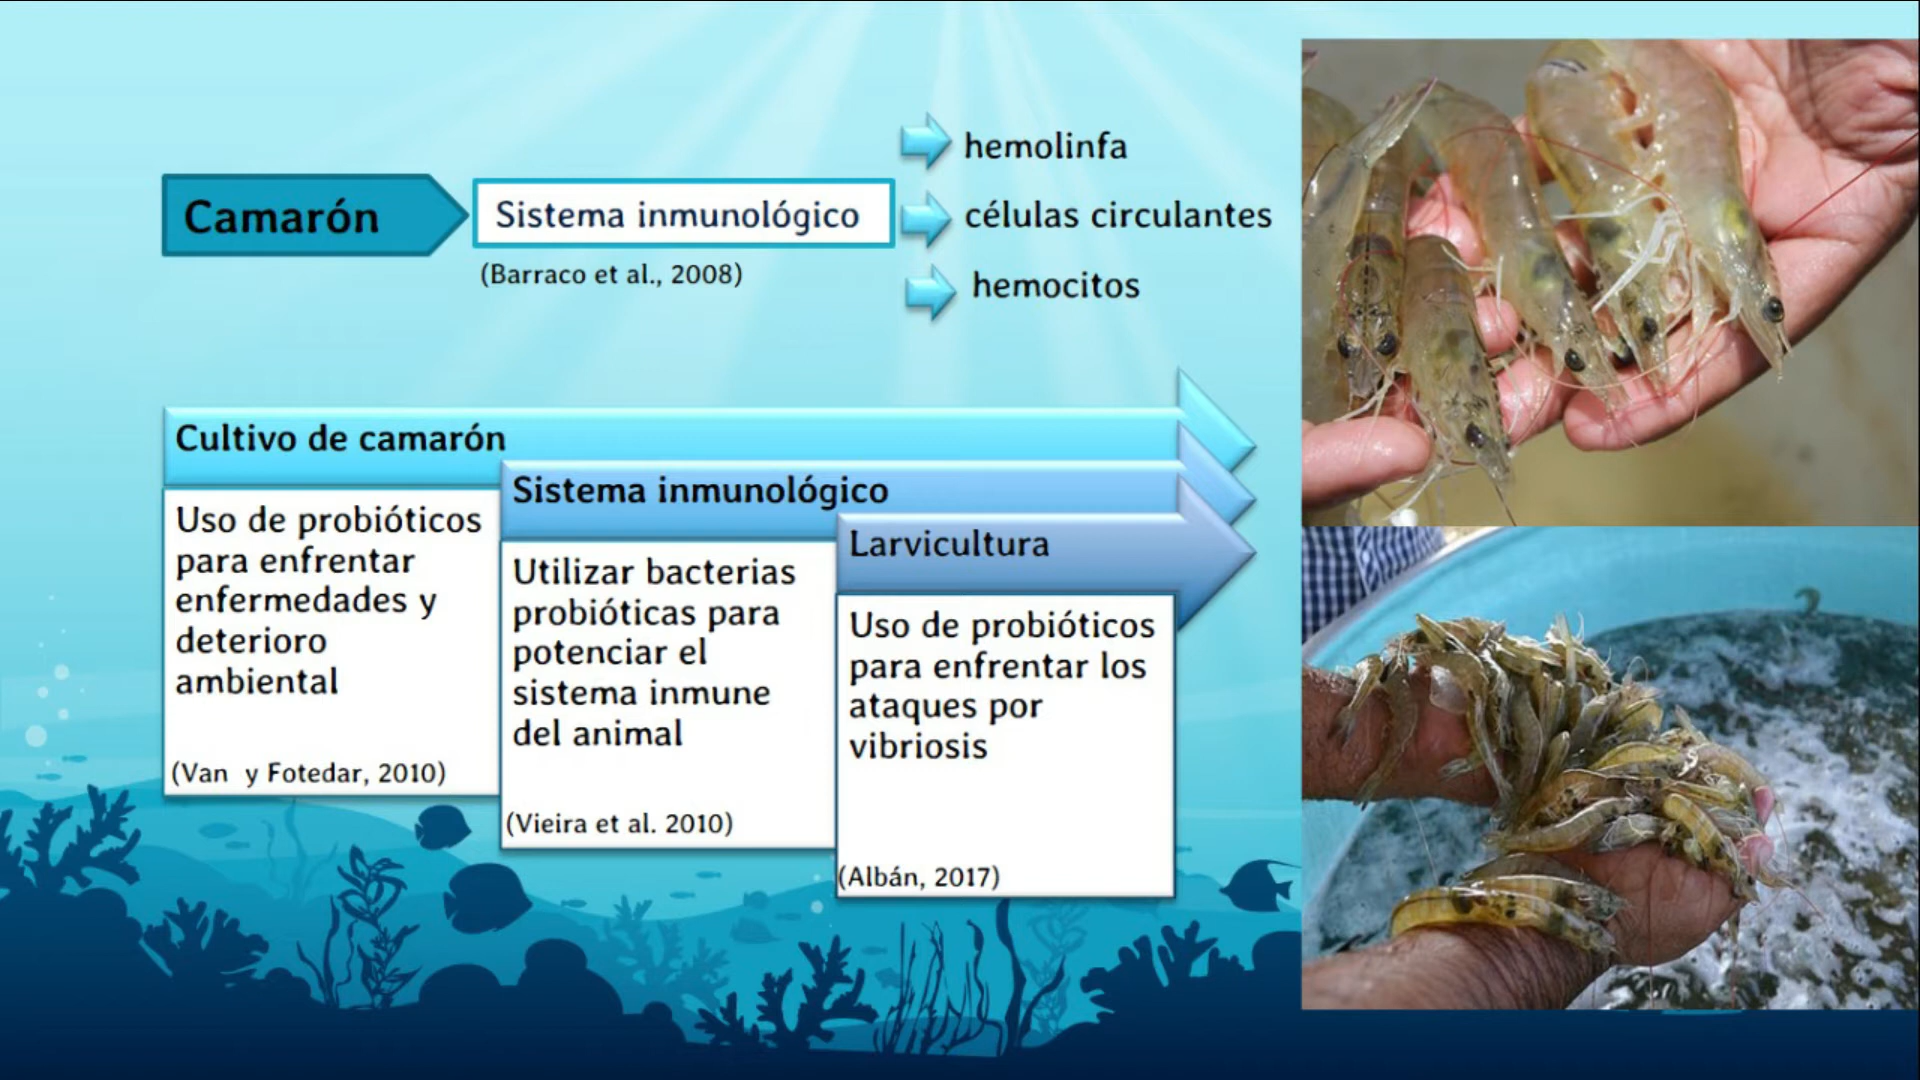 Camarón
Sistema inmunológico
(Barraco et al., 2008)
hemolinfa
células circulantes
hemocitos
Cultivo de camarón
Uso de probióticos
para enfrentar
enfermedades y
deterioro
ambiental
(Van y Fotedar, 2010)
Sistema inmunológico
Utilizar bacterias
probióticas para
potenciar el
sistema inmune
del animal
(Vieira et al. 2010)
Larvicultura
Uso de probióticos
para enfrentar los
ataques por
vibriosis
(Albán, 2017)